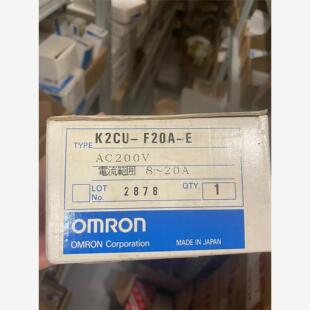 TYPE K2CU-F20A-E
AC200V
電流範囲 8~20A
LOT No. 2878 QTY. 1
OMRON
OMRON Corporation MADE IN JAPAN